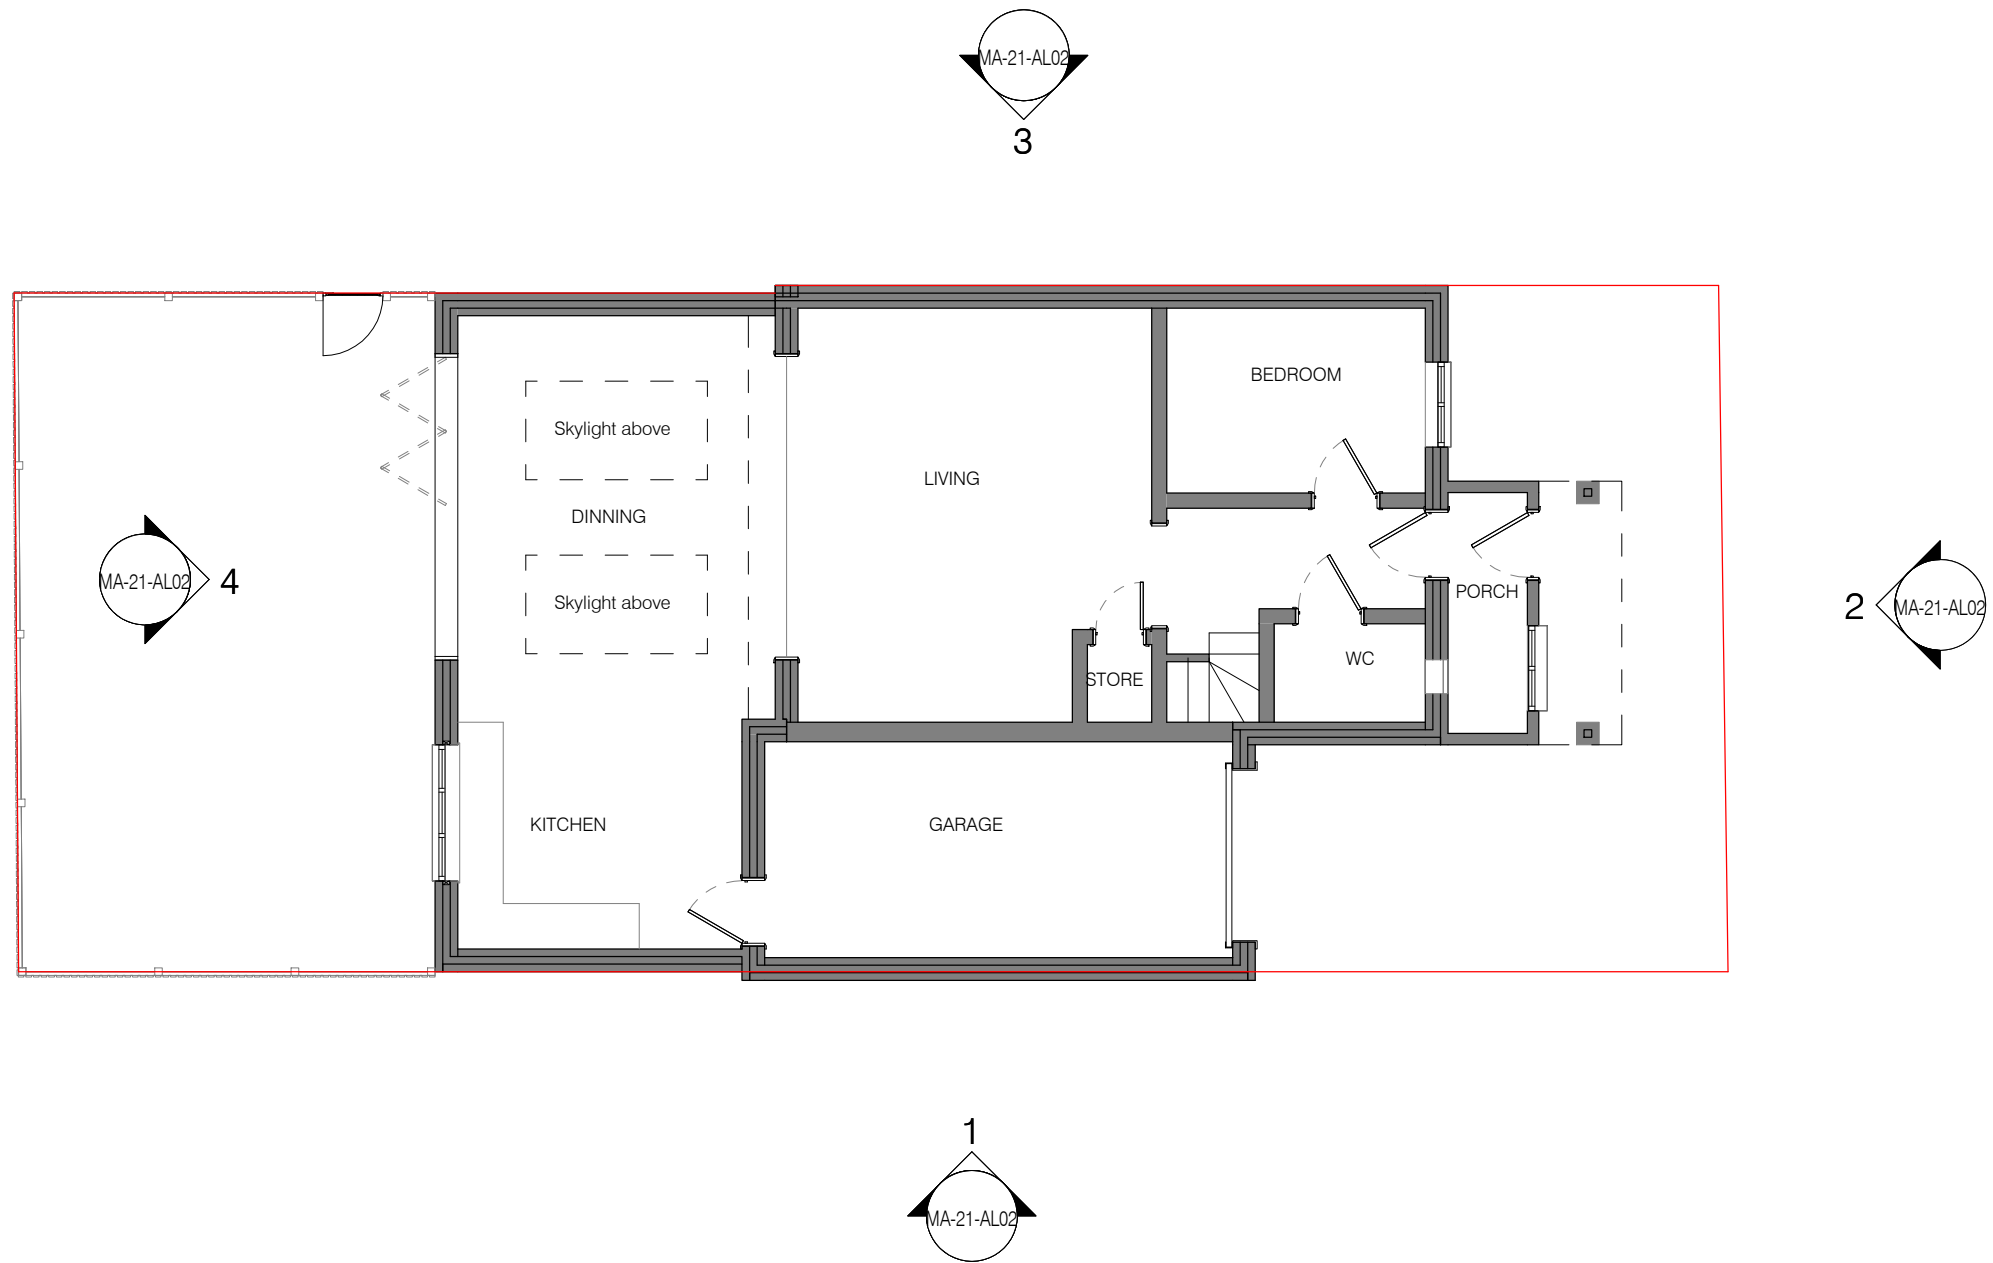 MA-21-AL02
3
BEDROOM
Skylight above
LIVING
DINNING
MA-21-AL02
4
Skylight above
PORCH
2
MA-21-AL02
WC
STORE
KITCHEN
GARAGE
1
MA-21-AL02